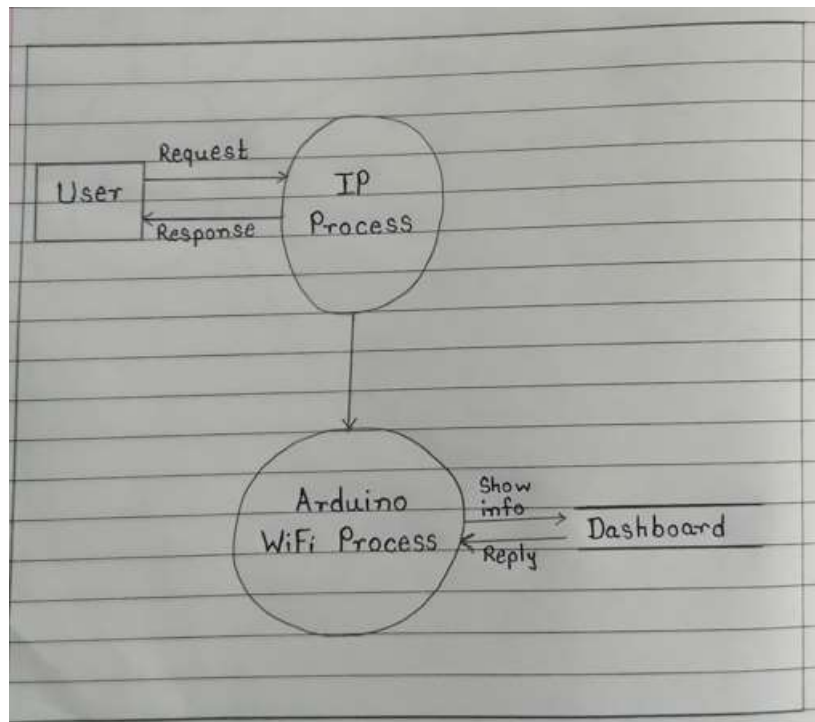 Request
User
Response
IP
Process
Arduino
WiFi Process
Show
info
Reply
Dashboard